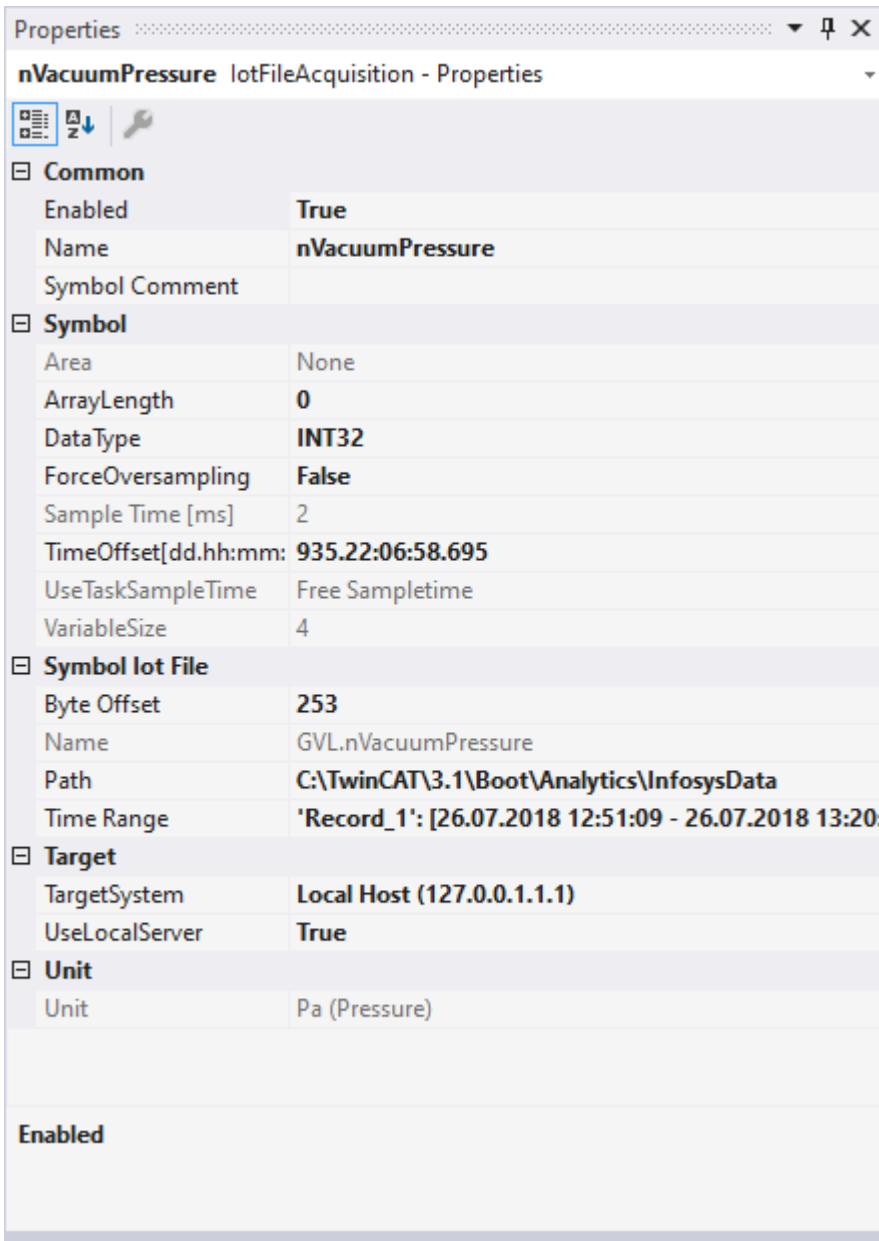 Properties
nVacuumPressure IotFileAcquisition - Properties
Common
Enabled True
Name nVacuumPressure
Symbol Comment
Symbol
Area None
ArrayLength 0
DataType INT32
ForceOversampling False
Sample Time [ms] 2
TimeOffset[dd.hh:mm: 935.22:06:58.695
UseTaskSampleTime Free Sampletime
VariableSize 4
Symbol Iot File
Byte Offset 253
Name GVL.nVacuumPressure
Path C:\TwinCAT\3.1\Boot\Analytics\InfosysData
Time Range 'Record_1': [26.07.2018 12:51:09 - 26.07.2018 13:20:
Target
TargetSystem Local Host (127.0.0.1.1.1)
UseLocalServer True
Unit
Unit Pa (Pressure)
Enabled